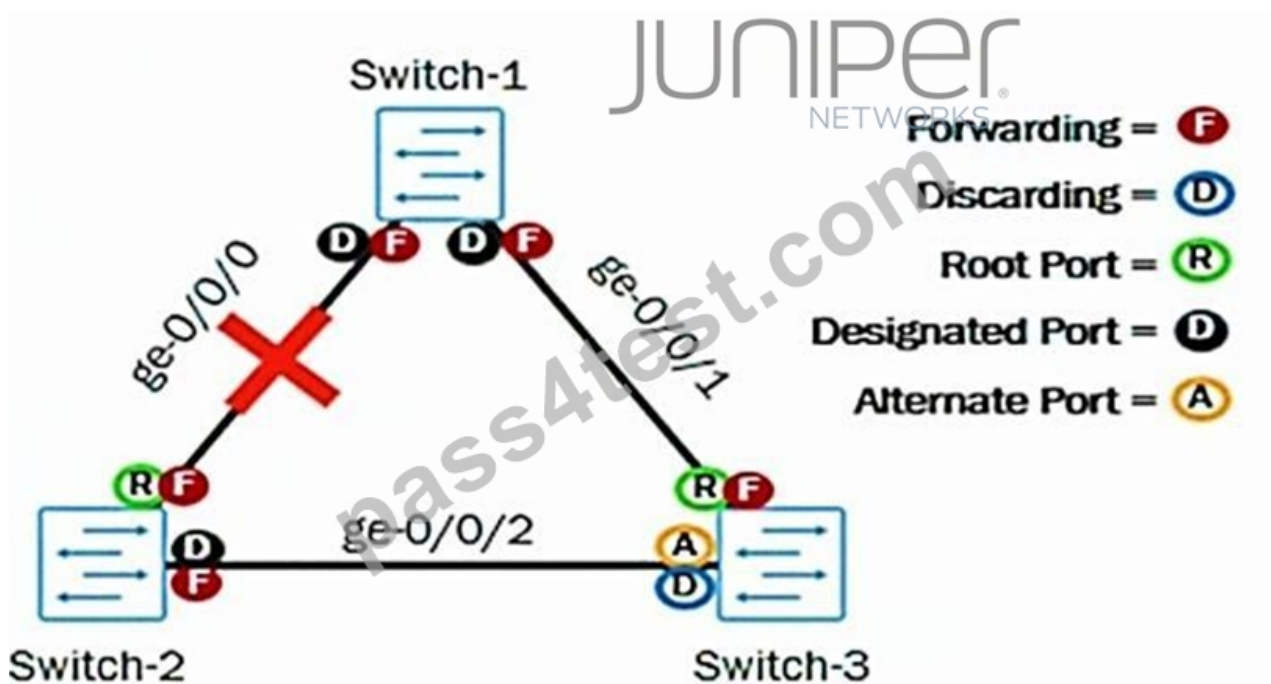 JUNIPER
NETWORKS
Switch-1
Forwarding = F
Discarding = D
Root Port = R
Designated Port = D
Alternate Port = A
D F D F
ge-0/0/0
ge-0/0/1
pass4test.com
R F
R F
D
F
ge-0/0/2
A
D
Switch-2
Switch-3